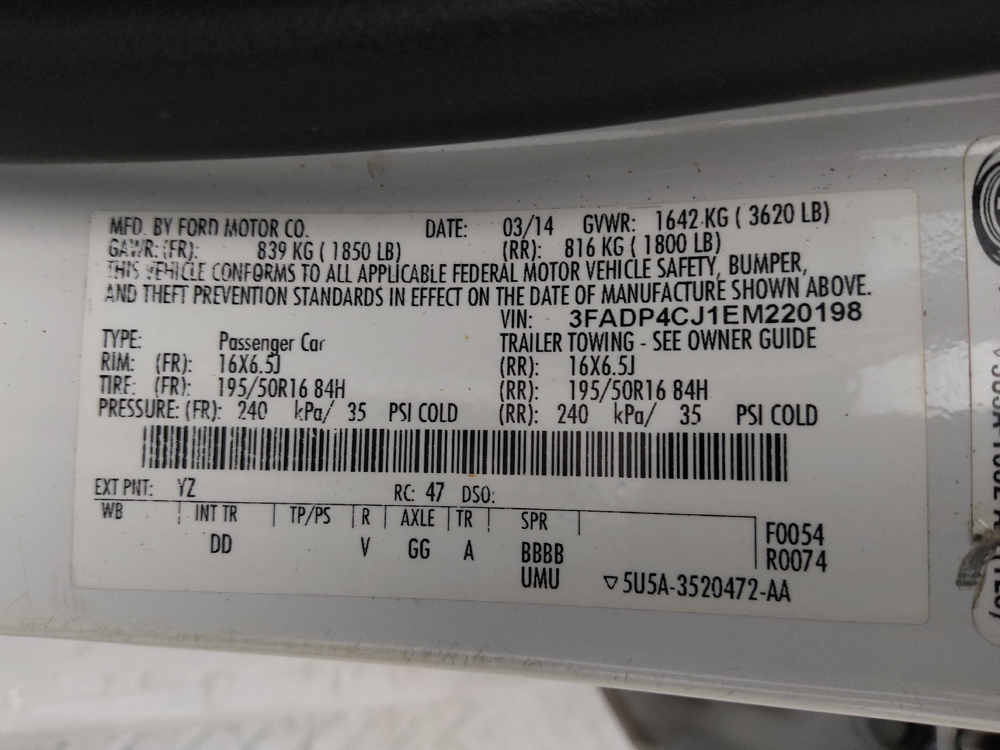 MFD. BY FORD MOTOR CO. DATE: 03/14 GVWR: 1642 KG ( 3620 LB)
GAWR: (FR): 839 KG ( 1850 LB) (RR): 816 KG ( 1800 LB)
THIS VEHICLE CONFORMS TO ALL APPLICABLE FEDERAL MOTOR VEHICLE SAFETY, BUMPER,
AND THEFT PREVENTION STANDARDS IN EFFECT ON THE DATE OF MANUFACTURE SHOWN ABOVE.
VIN: 3FADP4CJ1EM220198
TYPE: Passenger Car TRAILER TOWING - SEE OWNER GUIDE
RIM: (FR): 16X6.5J (RR): 16X6.5J
TIRE: (FR): 195/50R16 84H (RR): 195/50R16 84H
PRESSURE: (FR): 240 kPa/ 35 PSI COLD (RR): 240 kPa/ 35 PSI COLD
EXT PNT: YZ RC: 47 DSO:
WB INT TR TP/PS R AXLE TR SPR F0054
DD V GG A BBBB R0074
UMU ▽5U5A-3520472-AA